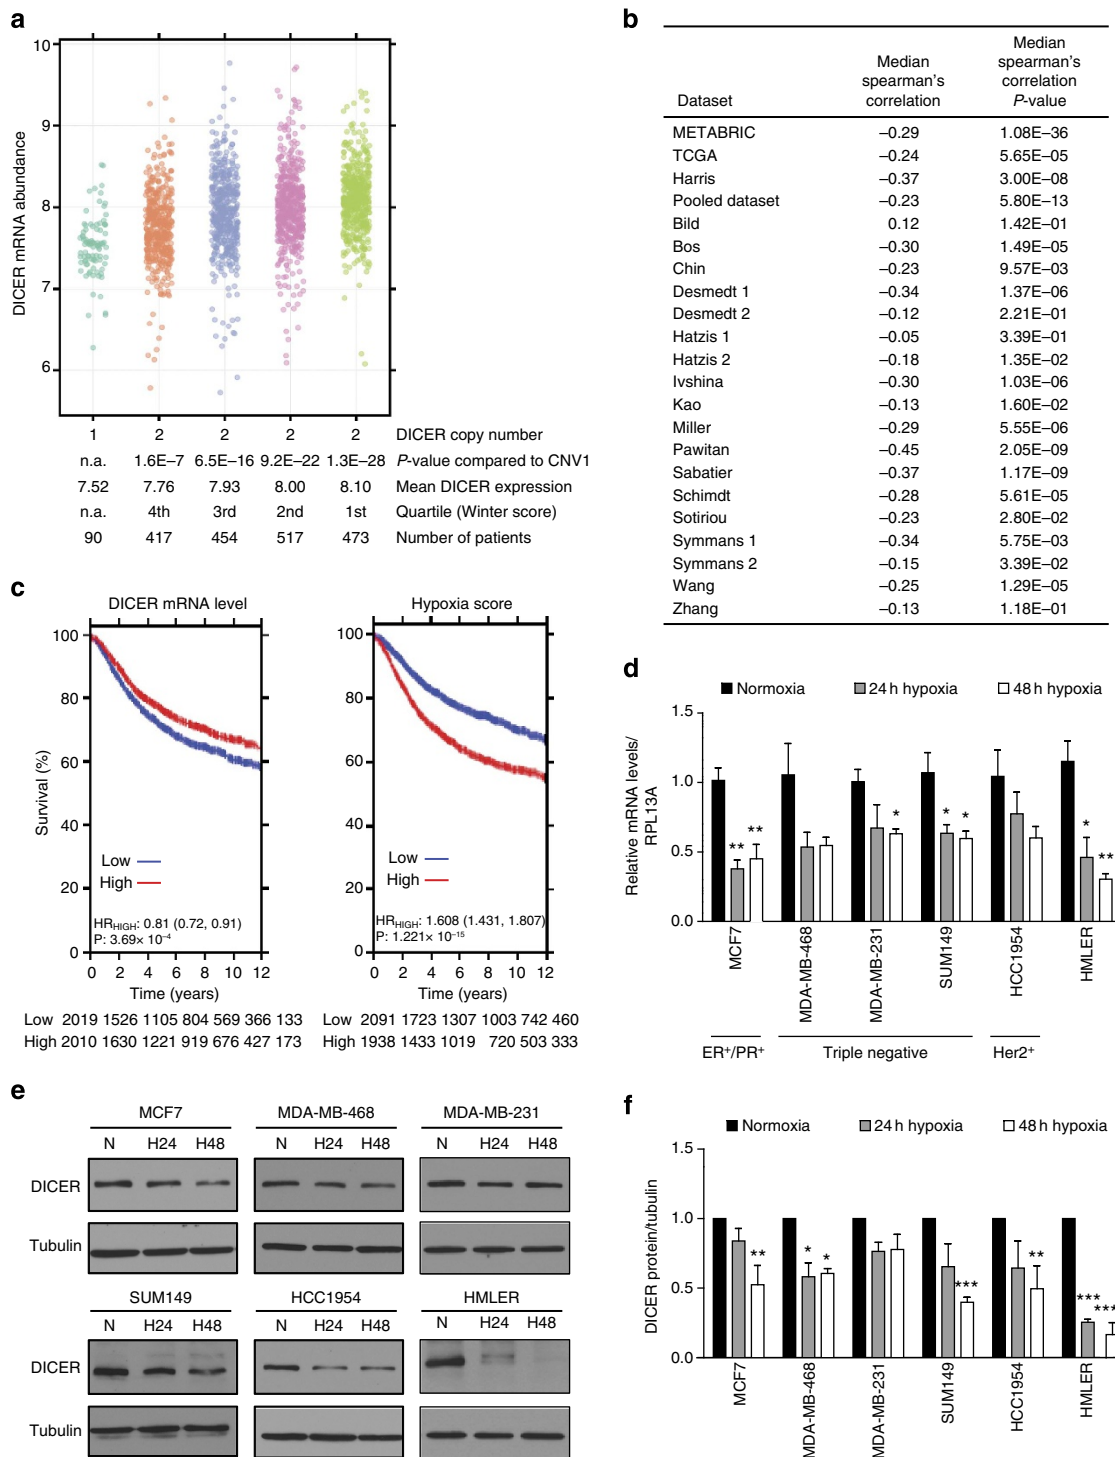 a
10
9
8
7
6
DICER mRNA abundance
1 2 2 2 2 DICER copy number
n.a. 1.6E–7 6.5E–16 9.2E–22 1.3E–28 P-value compared to CNV1
7.52 7.76 7.93 8.00 8.10 Mean DICER expression
n.a. 4th 3rd 2nd 1st Quartile (Winter score)
90 417 454 517 473 Number of patients
b
Dataset
Median
spearman's
correlation
Median
spearman's
correlation
P-value
METABRIC –0.29 1.08E–36
TCGA –0.24 5.65E–05
Harris –0.37 3.00E–08
Pooled dataset –0.23 5.80E–13
Bild 0.12 1.42E–01
Bos –0.30 1.49E–05
Chin –0.23 9.57E–03
Desmedt 1 –0.34 1.37E–06
Desmedt 2 –0.12 2.21E–01
Hatzis 1 –0.05 3.39E–01
Hatzis 2 –0.18 1.35E–02
Ivshina –0.30 1.03E–06
Kao –0.13 1.60E–02
Miller –0.29 5.55E–06
Pawitan –0.45 2.05E–09
Sabatier –0.37 1.17E–09
Schimdt –0.28 5.61E–05
Sotiriou –0.23 2.80E–02
Symmans 1 –0.34 5.75E–03
Symmans 2 –0.15 3.39E–02
Wang –0.25 1.29E–05
Zhang –0.13 1.18E–01
c
DICER mRNA level
Survival (%)
100
80
60
40
20
0
Low
High
HRHIGH: 0.81 (0.72, 0.91)
P: 3.69× 10–4
0 2 4 6 8 10 12
Time (years)
Low 2019 1526 1105 804 569 366 133
High 2010 1630 1221 919 676 427 173
Hypoxia score
100
80
60
40
20
0
Low
High
HRHIGH: 1.608 (1.431, 1.807)
P: 1.221× 10–15
0 2 4 6 8 10 12
Time (years)
Low 2091 1723 1307 1003 742 460
High 1938 1433 1019 720 503 333
d
Normoxia 24 h hypoxia 48 h hypoxia
Relative mRNA levels/
RPL13A
1.5
1.0
0.5
0.0
** ** * * * * **
MCF7 MDA-MB-468 MDA-MB-231 SUM149 HCC1954 HMLER
ER+/PR+ Triple negative Her2+
e
MCF7 MDA-MB-468 MDA-MB-231
N H24 H48 N H24 H48 N H24 H48
DICER
Tubulin
SUM149 HCC1954 HMLER
N H24 H48 N H24 H48 N H24 H48
DICER
Tubulin
f
Normoxia 24 h hypoxia 48 h hypoxia
DICER protein/tubulin
1.5
1.0
0.5
0.0
** * * *** ** *** ***
MCF7 MDA-MB-468 MDA-MB-231 SUM149 HCC1954 HMLER